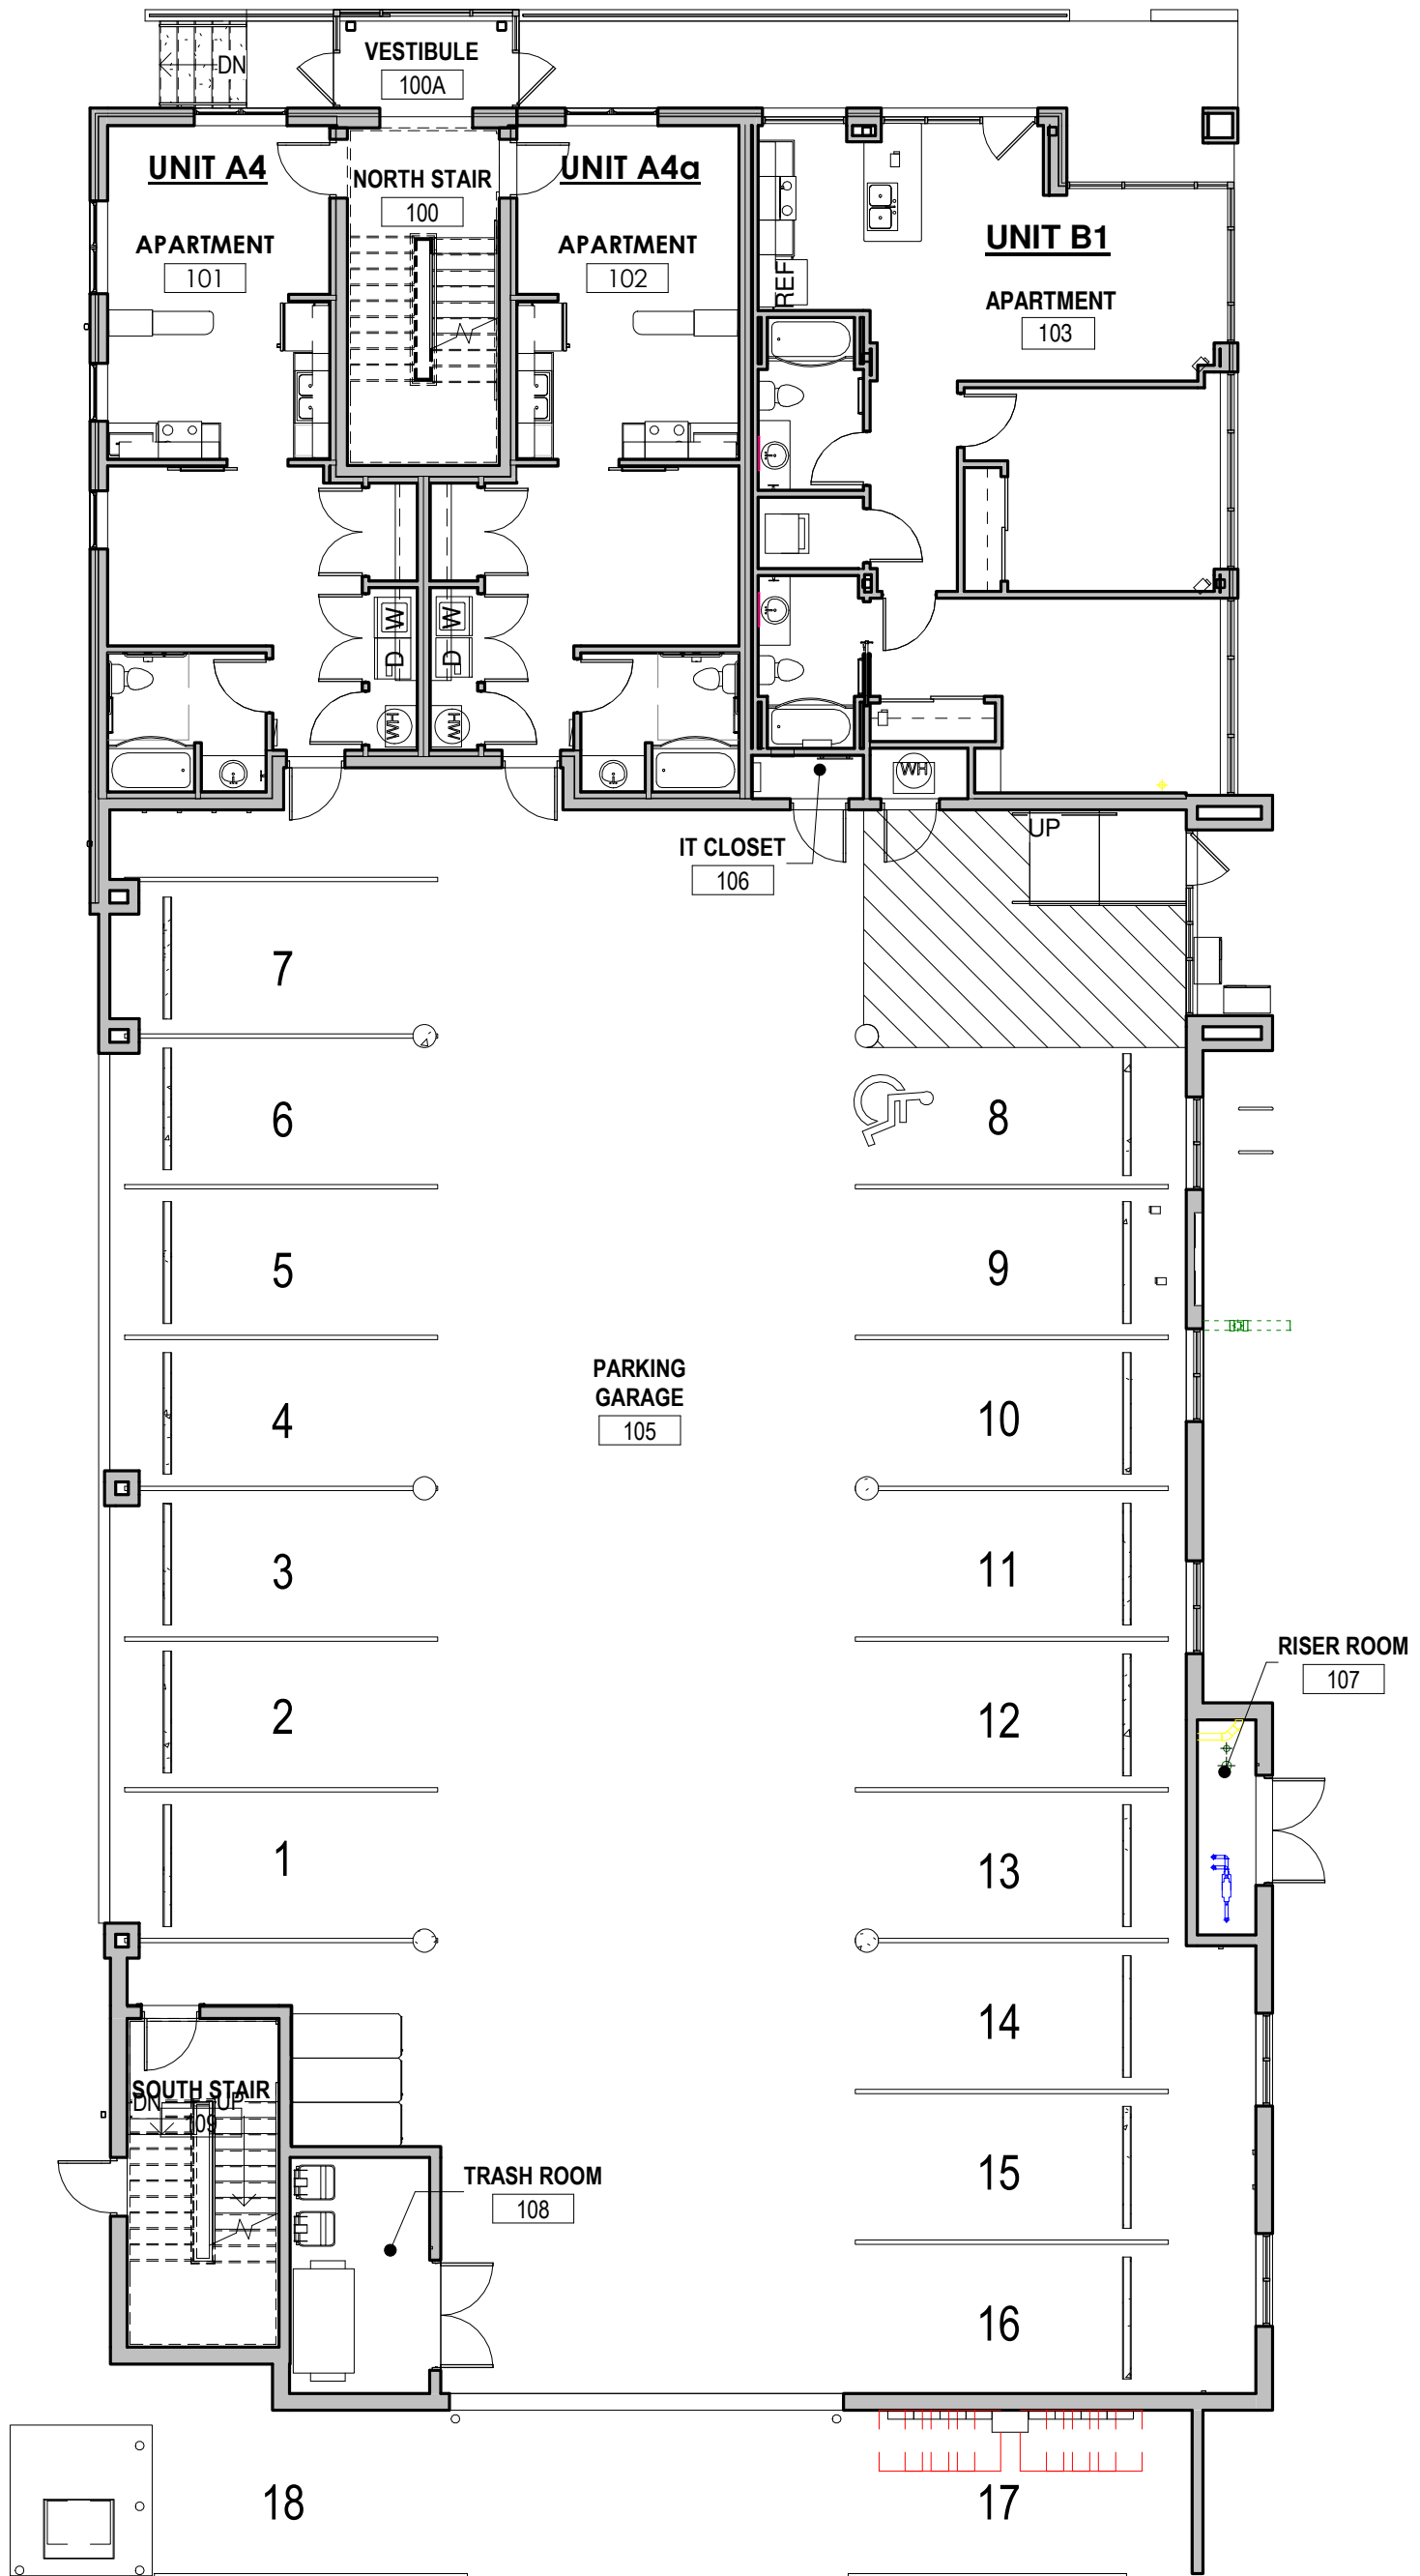 VESTIBULE
100A
DN
UNIT A4
NORTH STAIR
100
UNIT A4a
APARTMENT
101
APARTMENT
102
UNIT B1
APARTMENT
103
REF
W
D
WH
W
D
WH
WH
IT CLOSET
106
UP
7
6
8
5
9
PARKING
GARAGE
105
4
10
3
11
RISER ROOM
107
2
12
1
13
14
SOUTH STAIR
DN
UP
109
TRASH ROOM
108
15
16
18
17